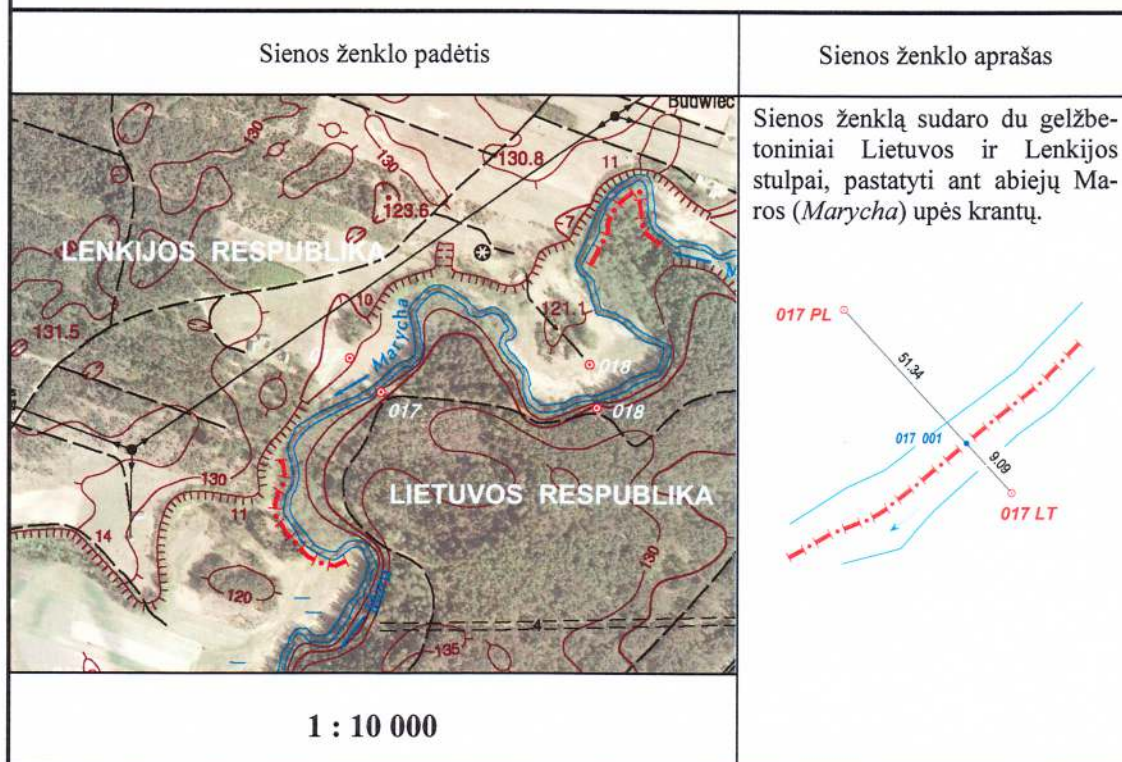 Sienos ženklo padėtis
Sienos ženklo aprašas
Budwiec
130
130
130.8
11
123.6
7
LENKIJOS RESPUBLIKA
10
121.1
131.5
Marycha
017
018
017
018
130
11
LIETUVOS RESPUBLIKA
14
130
120
Mara
4
135
1 : 10 000
Sienos ženklą sudaro du gelžbe-
toniniai Lietuvos ir Lenkijos
stulpai, pastatyti ant abiejų Ma-
ros (Marycha) upės krantų.
017 PL
51.34
017 001
9.09
017 LT